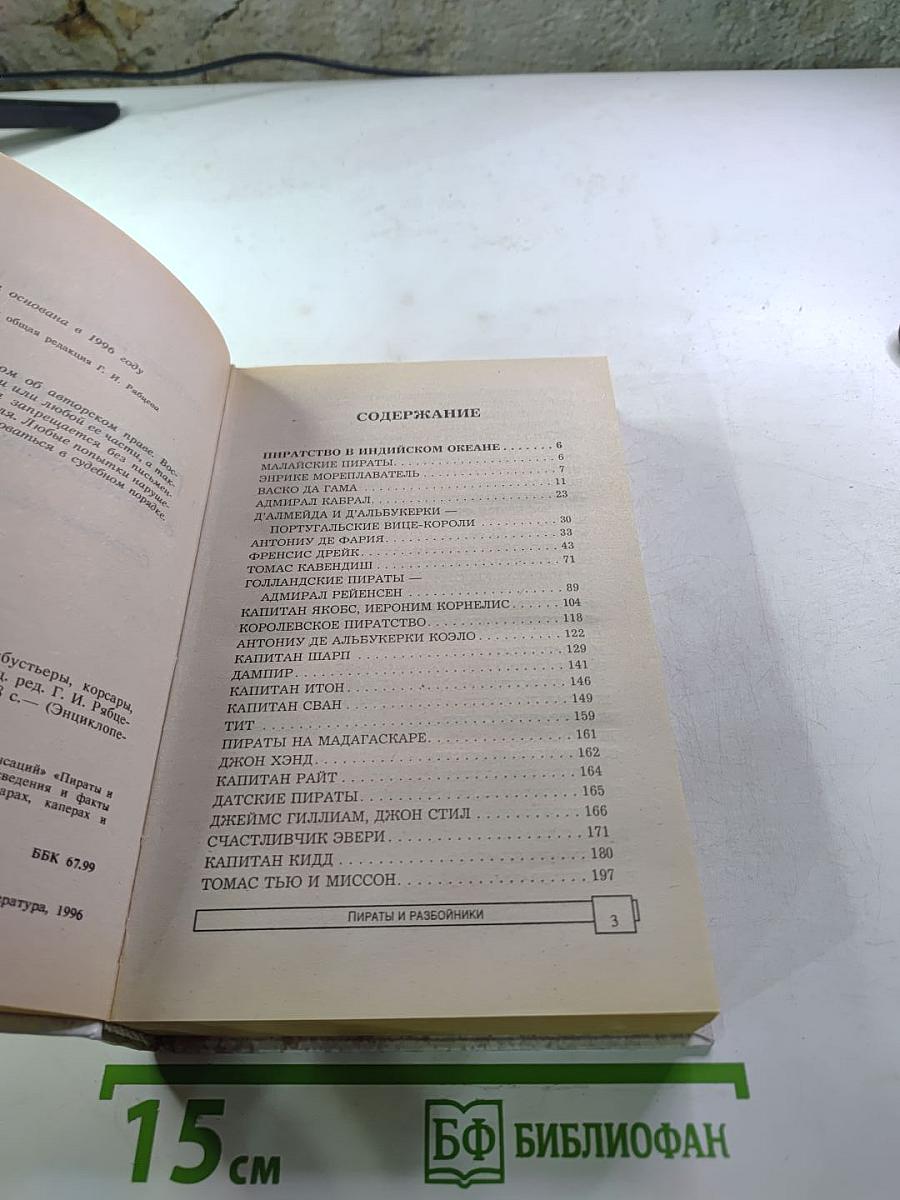 основана в 1996 году
общая редакция Г. И. Рябцева
ом об авторском праве. Вос-
и или любой ее части, а так-
запрещается без письмен-
ля. Любые попытки наруше-
оваться в судебном порядке.
бустьеры, корсары,
д. ред. Г. И. Рябце-
8 с.— (Энциклопе-
нсаций» «Пираты и
сведения и факты
арах, каперах и
ББК 67.99
ература, 1996
СОДЕРЖАНИЕ
ПИРАТСТВО В ИНДИЙСКОМ ОКЕАНЕ ....... 6
МАЛАЙСКИЕ ПИРАТЫ ....... 6
ЭНРИКЕ МОРЕПЛАВАТЕЛЬ ....... 7
ВАСКО ДА ГАМА ....... 11
АДМИРАЛ КАБРАЛ ....... 23
Д'АЛМЕЙДА И Д'АЛЬБУКЕРКИ —
ПОРТУГАЛЬСКИЕ ВИЦЕ-КОРОЛИ ....... 30
АНТОНИУ ДЕ ФАРИЯ ....... 33
ФРЕНСИС ДРЕЙК ....... 43
ТОМАС КАВЕНДИШ ....... 71
ГОЛЛАНДСКИЕ ПИРАТЫ —
АДМИРАЛ РЕЙЕНСЕН ....... 89
КАПИТАН ЯКОБС, ИЕРОНИМ КОРНЕЛИС ....... 104
КОРОЛЕВСКОЕ ПИРАТСТВО ....... 118
АНТОНИУ ДЕ АЛЬБУКЕРКИ КОЭЛО ....... 122
КАПИТАН ШАРП ....... 129
ДАМПИР ....... 141
КАПИТАН ИТОН ....... 146
КАПИТАН СВАН ....... 149
ТИТ ....... 159
ПИРАТЫ НА МАДАГАСКАРЕ ....... 161
ДЖОН ХЭНД ....... 162
КАПИТАН РАЙТ ....... 164
ДАТСКИЕ ПИРАТЫ ....... 165
ДЖЕЙМС ГИЛЛИАМ, ДЖОН СТИЛ ....... 166
СЧАСТЛИВЧИК ЭВЕРИ ....... 171
КАПИТАН КИДД ....... 180
ТОМАС ТЬЮ И МИССОН ....... 197
ПИРАТЫ И РАЗБОЙНИКИ 3
15 см БФ БИБЛИОФАН